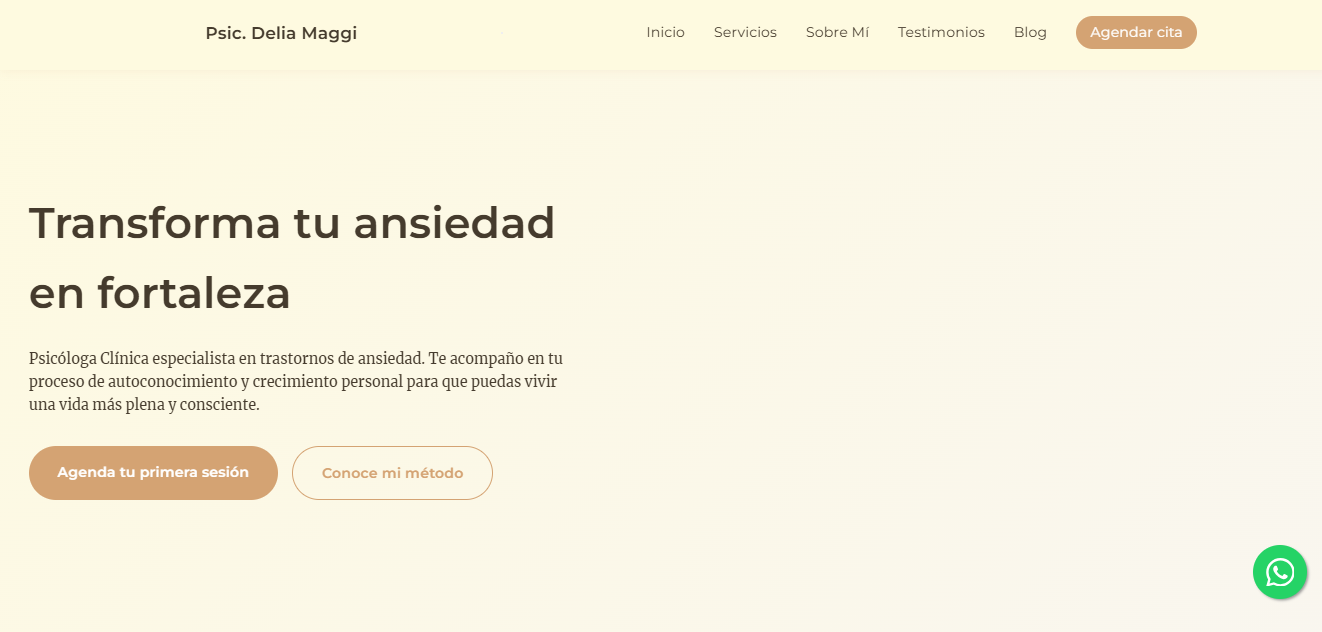 Psic. Delia Maggi
Inicio
Servicios
Sobre Mí
Testimonios
Blog
Agendar cita
Transforma tu ansiedad
en fortaleza
Psicóloga Clínica especialista en trastornos de ansiedad. Te acompaño en tu
proceso de autoconocimiento y crecimiento personal para que puedas vivir
una vida más plena y consciente.
Agenda tu primera sesión
Conoce mi método